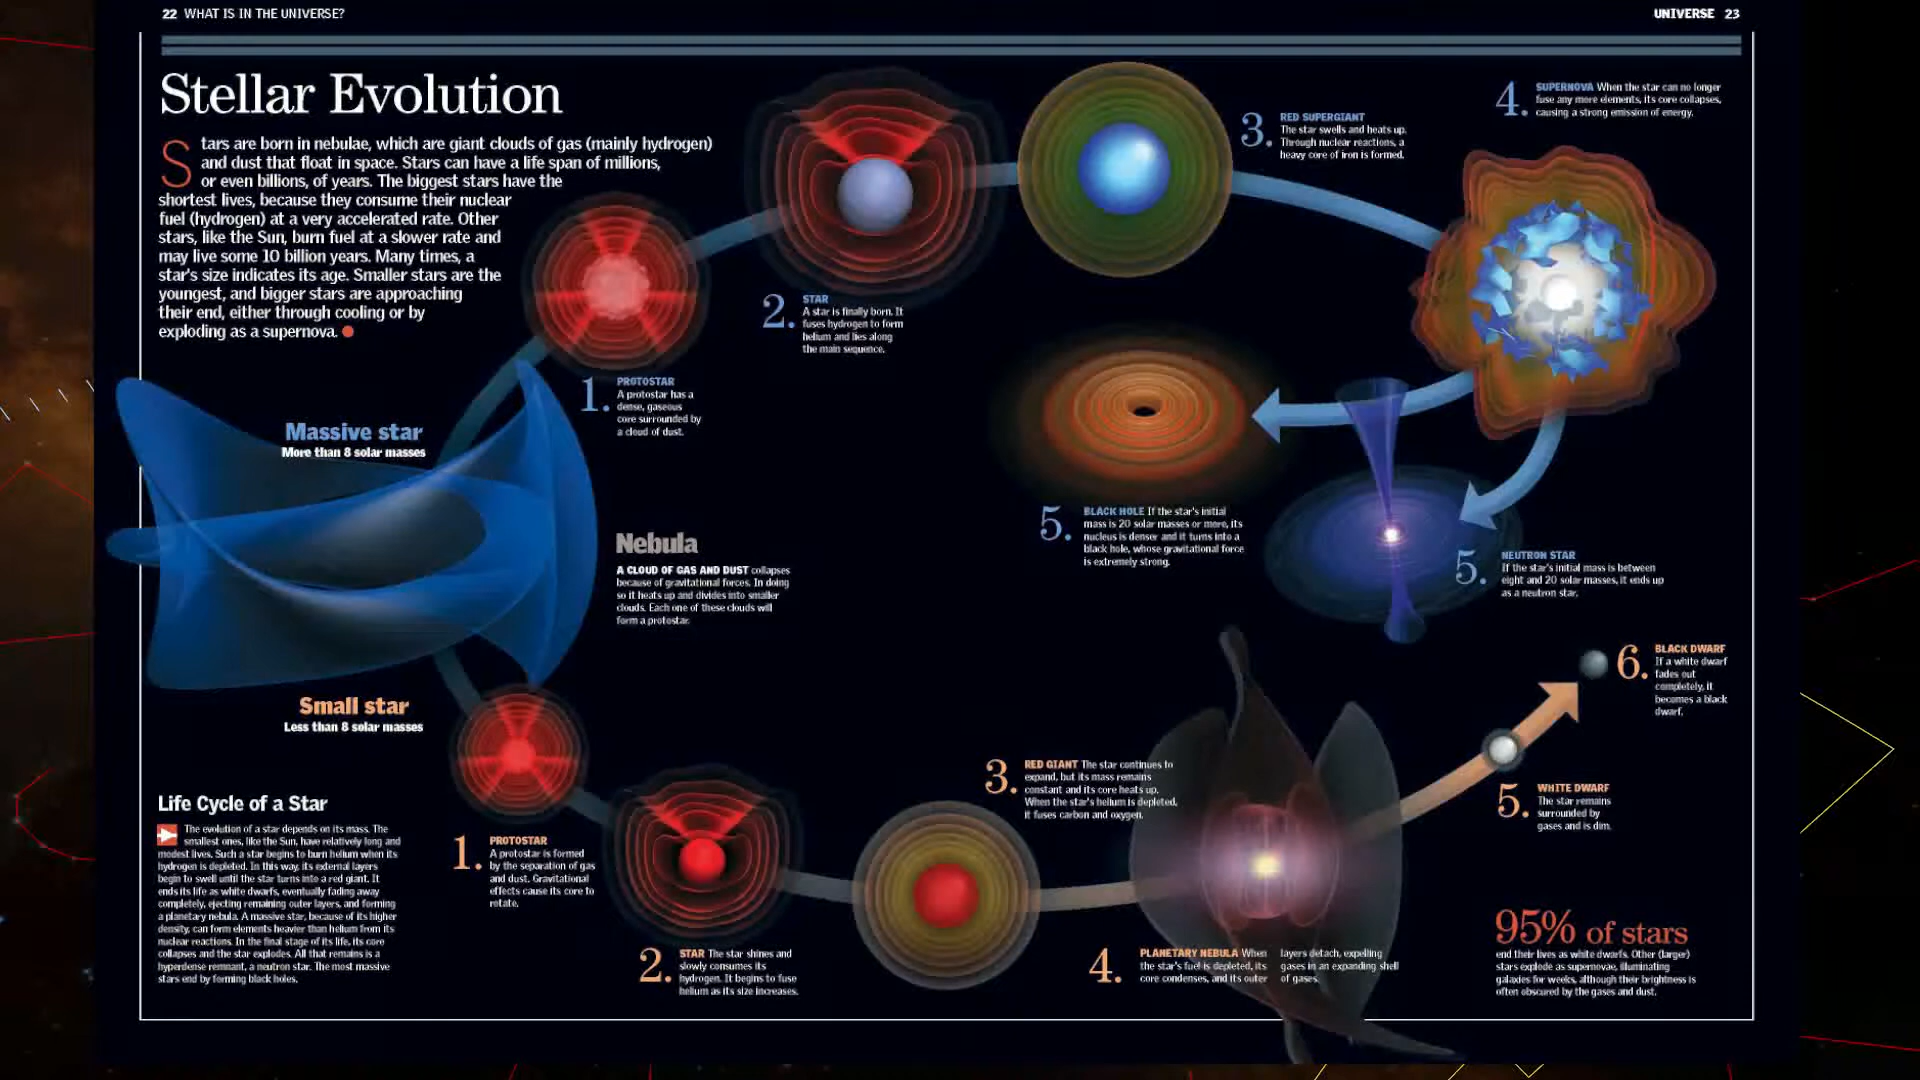 22 WHAT IS IN THE UNIVERSE?
UNIVERSE 23
Stellar Evolution
Stars are born in nebulae, which are giant clouds of gas (mainly hydrogen)
and dust that float in space. Stars can have a life span of millions,
or even billions, of years. The biggest stars have the
shortest lives, because they consume their nuclear
fuel (hydrogen) at a very accelerated rate. Other
stars, like the Sun, burn fuel at a slower rate and
may live some 10 billion years. Many times, a
star's size indicates its age. Smaller stars are the
youngest, and bigger stars are approaching
their end, either through cooling or by
exploding as a supernova.
Massive star
More than 8 solar masses
1. PROTOSTAR
A protostar has a
dense, gaseous
core surrounded by
a cloud of dust.
2. STAR
A star is finally born. It
fuses hydrogen to form
helium and lies along
the main sequence.
3. RED SUPERGIANT
The star swells and heats up.
Through nuclear reactions, a
heavy core of iron is formed.
4. SUPERNOVA When the star can no longer
fuse any more elements, its core collapses,
causing a strong emission of energy.
5. BLACK HOLE If the star's initial
mass is 20 solar masses or more, its
nucleus is denser and it turns into a
black hole, whose gravitational force
is extremely strong.
5. NEUTRON STAR
If the star's initial mass is between
eight and 20 solar masses, it ends up
as a neutron star.
Nebula
A CLOUD OF GAS AND DUST collapses
because of gravitational forces. In doing
so it heats up and divides into smaller
clouds. Each one of these clouds will
form a protostar.
Small star
Less than 8 solar masses
1. PROTOSTAR
A protostar is formed
by the separation of gas
and dust. Gravitational
effects cause its core to
rotate.
2. STAR The star shines and
slowly consumes its
hydrogen. It begins to fuse
helium as its size increases.
3. RED GIANT The star continues to
expand, but its mass remains
constant and its core heats up.
When the star's helium is depleted,
it fuses carbon and oxygen.
4. PLANETARY NEBULA When
the star's fuel is depleted, its
core condenses, and its outer
layers detach, expelling
gases in an expanding shell
of gases.
5. WHITE DWARF
The star remains
surrounded by
gases and is dim.
6. BLACK DWARF
If a white dwarf
fades out
completely, it
becomes a black
dwarf.
Life Cycle of a Star
The evolution of a star depends on its mass. The
smallest ones, like the Sun, have relatively long and
modest lives. Such a star begins to burn helium when its
hydrogen is depleted. In this way, its external layers
begin to swell until the star turns into a red giant. It
ends its life as white dwarfs, eventually fading away
completely, ejecting remaining outer layers, and forming
a planetary nebula. A massive star, because of its higher
density, can form elements heavier than helium from its
nuclear reactions. In the final stage of its life, its core
collapses and the star explodes. All that remains is a
hyperdense remnant, a neutron star. The most massive
stars end by forming black holes.
95% of stars
end their lives as white dwarfs. Other (larger)
stars explode as supernovae, illuminating
galaxies for weeks, although their brightness is
often obscured by the gases and dust.